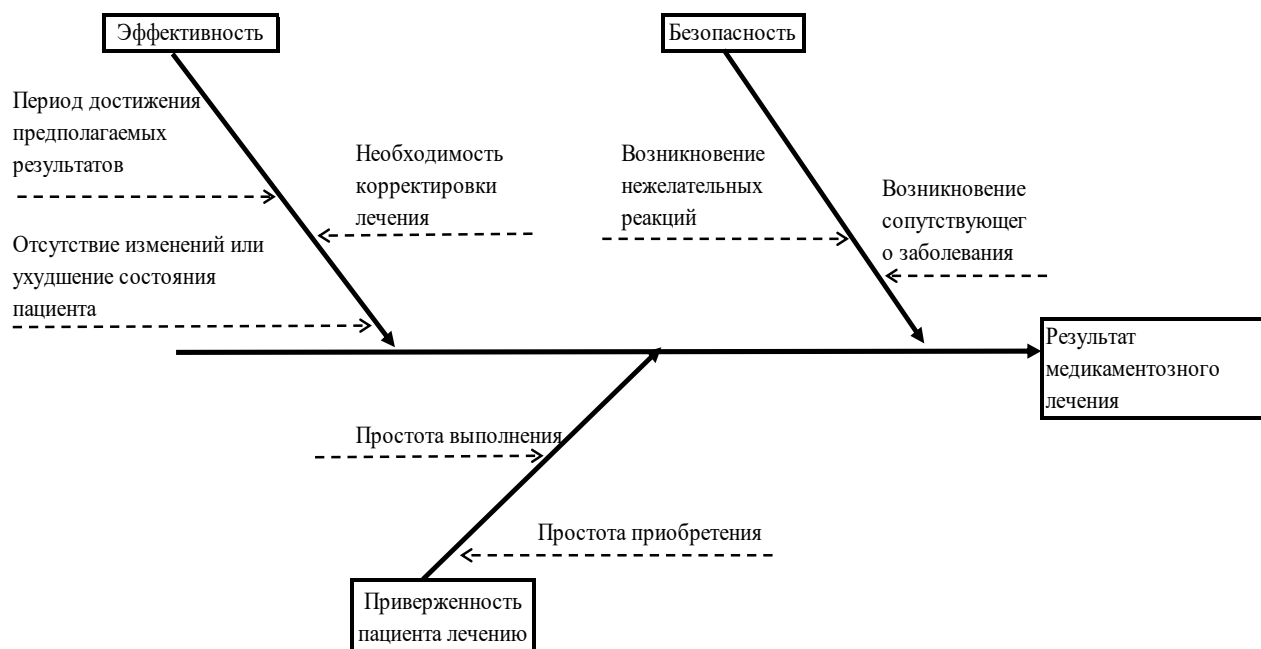 Эффективность
Безопасность
Период достижения
предполагаемых
результатов
Необходимость
корректировки
лечения
Возникновение
нежелательных
реакций
Возникновение
сопутствующег
о заболевания
Отсутствие изменений или
ухудшение состояния
пациента
Результат
медикаментозного
лечения
Простота выполнения
Простота приобретения
Приверженность
пациента лечению